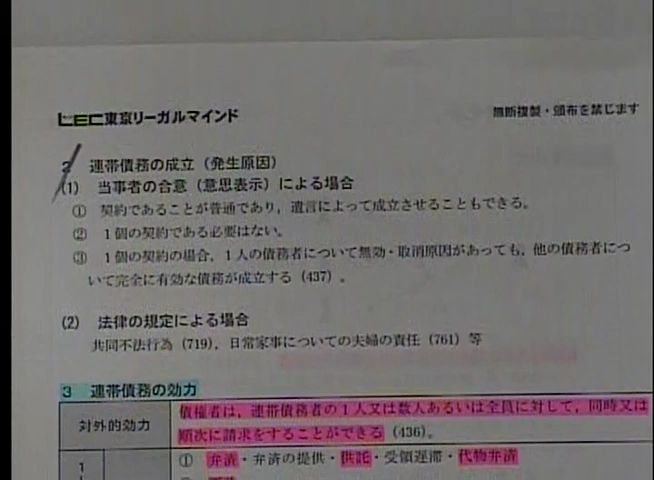 LEC東京リーガルマインド
無断複製・頒布を禁じます
2 連帯債務の成立（発生原因）
(1) 当事者の合意（意思表示）による場合
① 契約であることが普通であり，遺言によって成立させることもできる。
② 1個の契約である必要はない。
③ 1個の契約の場合，1人の債務者について無効・取消原因があっても，他の債務者につ
いて完全に有効な債務が成立する（437）。
(2) 法律の規定による場合
共同不法行為（719），日常家事についての夫婦の責任（761）等
3 連帯債務の効力
対外的効力
債権者は，連帯債務者の1人又は数人あるいは全員に対して，同時又は
順次に請求をすることができる（436）。
1
① 弁済・弁済の提供・供託・受領遅滞・代物弁済